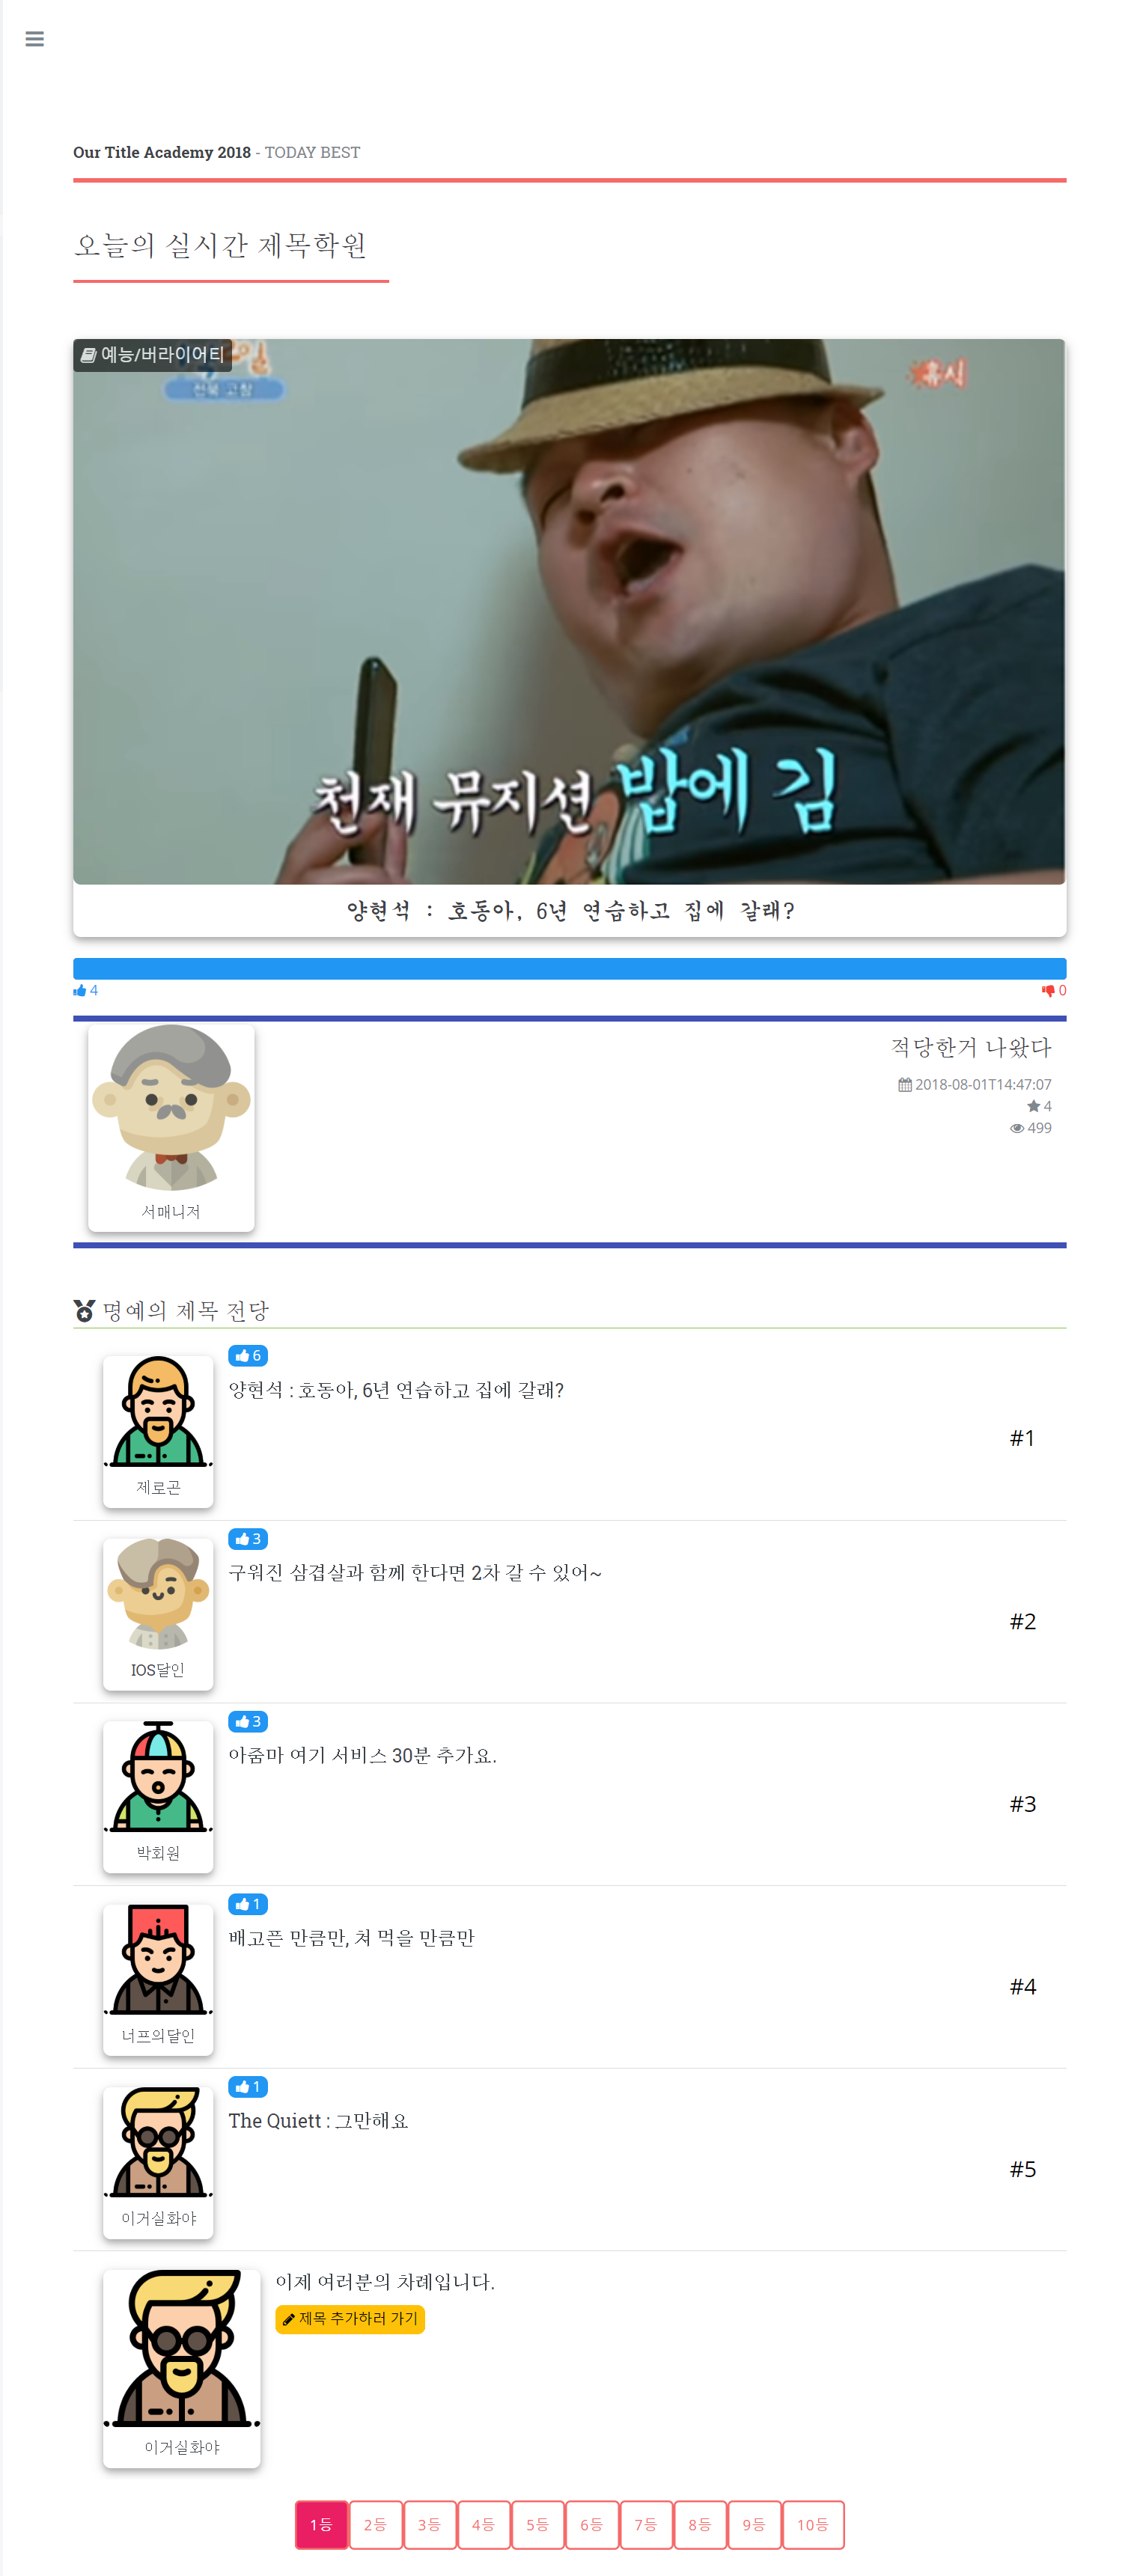 Our Title Academy 2018 - TODAY BEST
오늘의 실시간 제목학원
예능/버라이어티
전북 고창
휴식
천재 뮤지션 밥에 김
양현석 : 호동아, 6년 연습하고 집에 갈래?
4
0
적당한거 나왔다
2018-08-01T14:47:07
4
499
서매니저
명예의 제목 전당
6
양현석 : 호동아, 6년 연습하고 집에 갈래?
#1
제로곤
3
구워진 삼겹살과 함께 한다면 2차 갈 수 있어~
#2
IOS달인
3
아줌마 여기 서비스 30분 추가요.
#3
박회원
1
배고픈 만큼만, 쳐 먹을 만큼만
#4
너프의달인
1
The Quiett : 그만해요
#5
이거실화야
이제 여러분의 차례입니다.
제목 추가하러 가기
이거실화야
1등 2등 3등 4등 5등 6등 7등 8등 9등 10등